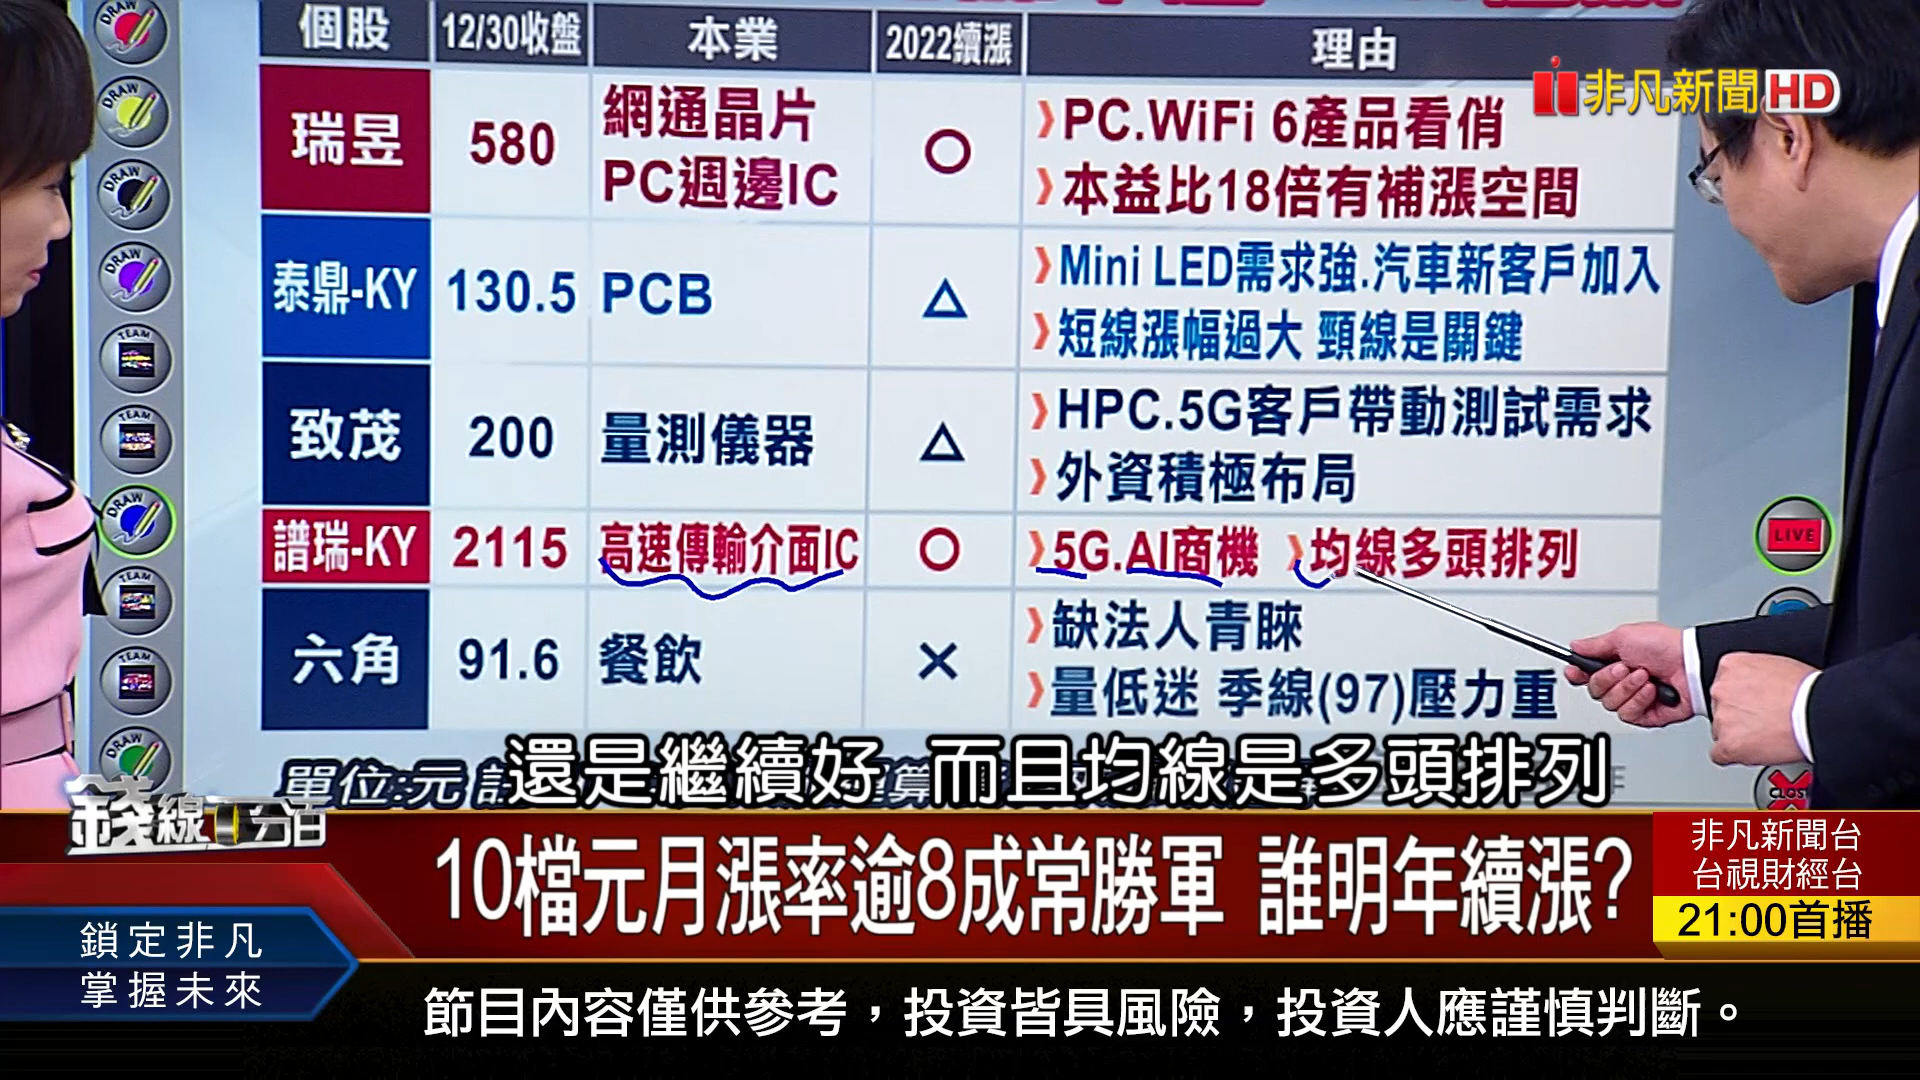 個股 12/30收盤 本業 2022續漲 理由
瑞昱 580 網通晶片 ○ 》PC.WiFi 6產品看俏
PC週邊IC 》本益比18倍有補漲空間
泰鼎-KY 130.5 PCB △ 》Mini LED需求強.汽車新客戶加入
》短線漲幅過大 頸線是關鍵
致茂 200 量測儀器 △ 》HPC.5G客戶帶動測試需求
》外資積極布局
譜瑞-KY 2115 高速傳輸介面IC ○ 》5G.AI商機 》均線多頭排列
六角 91.6 餐飲 ✕ 》缺法人青睞
》量低迷 季線(97)壓力重
單位:元
非凡新聞HD
DRAW
DRAW
DRAW
DRAW
TEAM
TEAM
DRAW
TEAM
TEAM
DRAW
LIVE
CLOS
還是繼續好 而且均線是多頭排列
錢線百分百
10檔元月漲率逾8成常勝軍 誰明年續漲?
非凡新聞台
台視財經台
21:00首播
鎖定非凡
掌握未來
節目內容僅供參考，投資皆具風險，投資人應謹慎判斷。